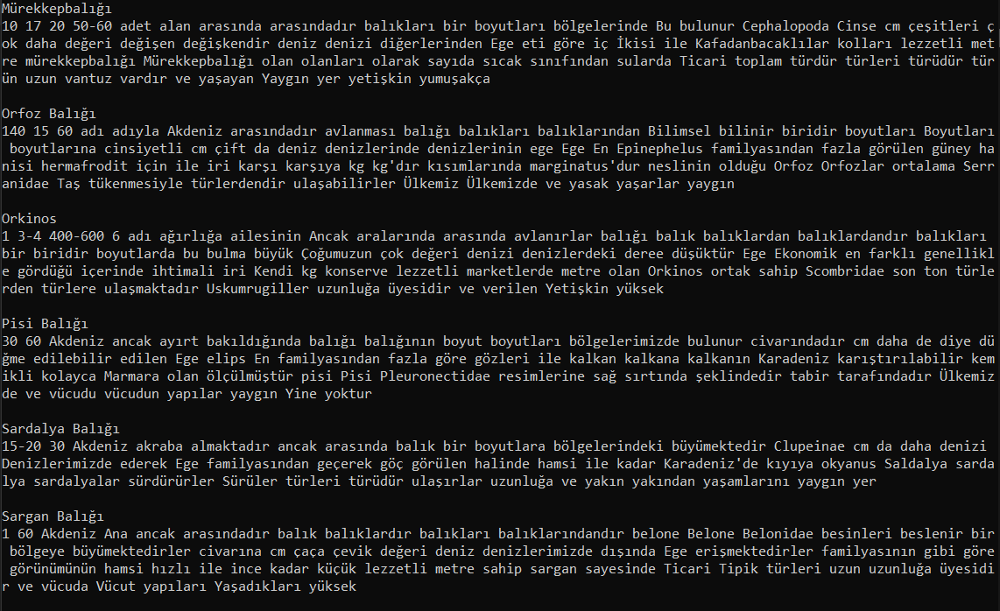 Mürekkepbalığı
10 17 20 50-60 adet alan arasında arasındadır balıkları bir boyutları bölgelerinde Bu bulunur Cephalopoda Cinse cm çeşitleri ç
ok daha değeri değişen değişkendir deniz denizi diğerlerinden Ege eti göre iç İkisi ile Kafadanbacaklılar kolları lezzetli met
re mürekkepbalığı Mürekkepbalığı olan olanları olarak sayıda sıcak sınıfından sularda Ticari toplam türdür türleri türüdür tür
ün uzun vantuz vardır ve yaşayan Yaygın yer yetişkin yumuşakça
Orfoz Balığı
140 15 60 adı adıyla Akdeniz arasındadır avlanması balığı balıkları balıklarından Bilimsel bilinir biridir boyutları Boyutları
boyutlarına cinsiyetli cm çift da deniz denizlerinde denizlerinin ege Ege En Epinephelus familyasından fazla görülen güney ha
nisi hermafrodit için ile iri karşı karşıya kg kg'dır kısımlarında marginatus'dur neslinin olduğu Orfoz Orfozlar ortalama Serr
anidae Taş tükenmesiyle türlerdendir ulaşabilirler Ülkemiz Ülkemizde ve yasak yaşarlar yaygın
Orkinos
1 3-4 400-600 6 adı ağırlığa ailesinin Ancak aralarında arasında avlanırlar balığı balık balıklardan balıklardandır balıkları
bir biridir boyutlarda bu bulma büyük Çoğumuzun çok değeri denizi denizlerdeki deree düşüktür Ege Ekonomik en farklı genellikl
e gördüğü içerinde ihtimali iri Kendi kg konserve lezzetli marketlerde metre olan Orkinos ortak sahip Scombridae son ton türle
rden türlere ulaşmaktadır Uskumrugiller uzunluğa üyesidir ve verilen Yetişkin yüksek
Pisi Balığı
30 60 Akdeniz ancak ayırt bakıldığında balığı balığının boyut boyutları bölgelerimizde bulunur civarındadır cm daha de diye dü
ğme edilebilir edilen Ege elips En familyasından fazla göre gözleri ile kalkan kalkana kalkanın Karadeniz karıştırılabilir kem
ikli kolayca Marmara olan ölçülmüştür pisi Pisi Pleuronectidae resimlerine sağ sırtında şeklindedir tabir tarafındadır Ülkemiz
de ve vücudu vücudun yapılar yaygın Yine yoktur
Sardalya Balığı
15-20 30 Akdeniz akraba almaktadır ancak arasında balık bir boyutlara bölgelerindeki büyümektedir Clupeinae cm da daha denizi
Denizlerimizde ederek Ege familyasından geçerek göç görülen halinde hamsi ile kadar Karadeniz'de kıyıya okyanus Saldalya sarda
lya sardalyalar sürdürürler Sürüler türleri türüdür ulaşırlar uzunluğa ve yakın yakından yaşamlarını yaygın yer
Sargan Balığı
1 60 Akdeniz Ana ancak arasındadır balık balıklardır balıkları balıklarındandır belone Belone Belonidae besinleri beslenir bir
bölgeye büyümektedirler civarına cm çaça çevik değeri deniz denizlerimizde dışında Ege erişmektedirler familyasının gibi göre
görünümünün hamsi hızlı ile ince kadar küçük lezzetli metre sahip sargan sayesinde Ticari Tipik türleri uzun uzunluğa üyesidi
r ve vücuda Vücut yapıları Yaşadıkları yüksek